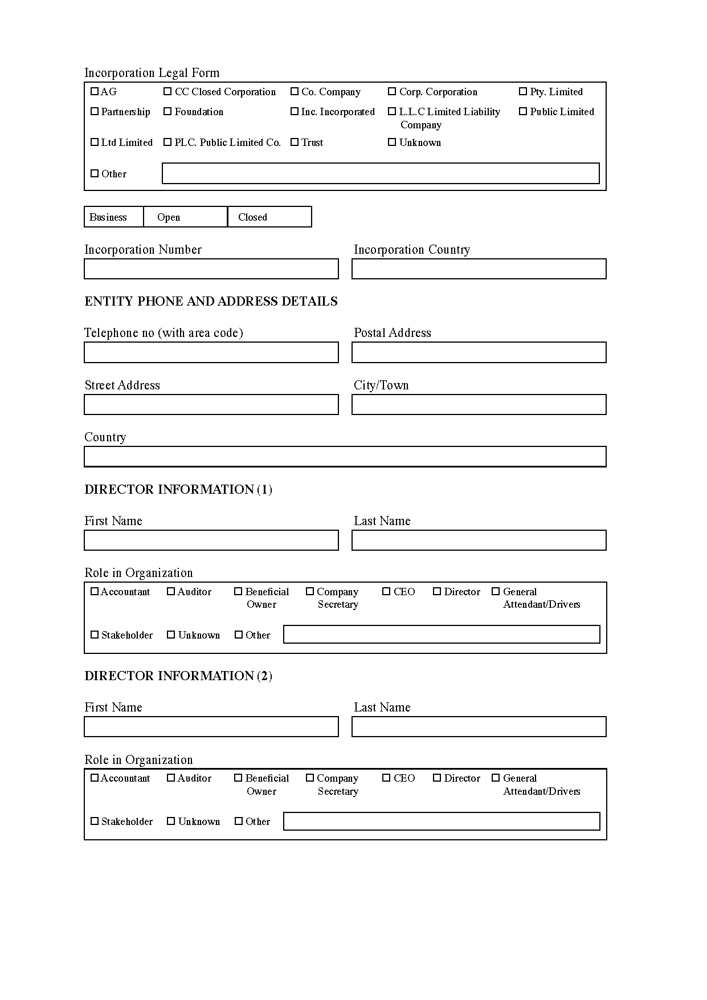 Incorporation Legal Form
AG CC Closed Corporation Co. Company Corp. Corporation Pty. Limited
Partnership Foundation Inc. Incorporated L.L.C Limited Liability Public Limited
Company
Ltd Limited PLC. Public Limited Co. Trust Unknown
Other
Business Open Closed
Incorporation Number Incorporation Country
ENTITY PHONE AND ADDRESS DETAILS
Telephone no (with area code) Postal Address
Street Address City/Town
Country
DIRECTOR INFORMATION (1)
First Name Last Name
Role in Organization
Accountant Auditor Beneficial Company CEO Director General
Owner Secretary Attendant/Drivers
Stakeholder Unknown Other
DIRECTOR INFORMATION (2)
First Name Last Name
Role in Organization
Accountant Auditor Beneficial Company CEO Director General
Owner Secretary Attendant/Drivers
Stakeholder Unknown Other